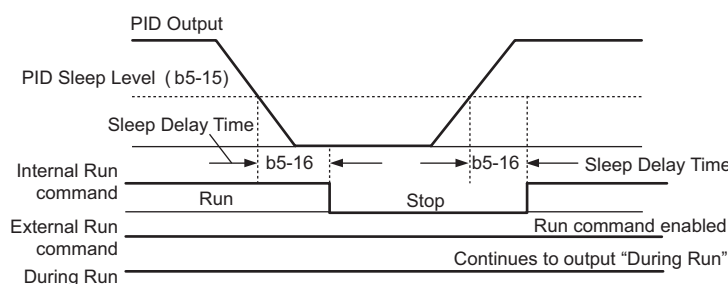 PID Output
PID Sleep Level ( b5-15)
Sleep Delay Time
b5-16
b5-16
Sleep Delay Time
Internal Run
command
Run
Stop
External Run
command
Run command enabled
Continues to output “During Run”
During Run